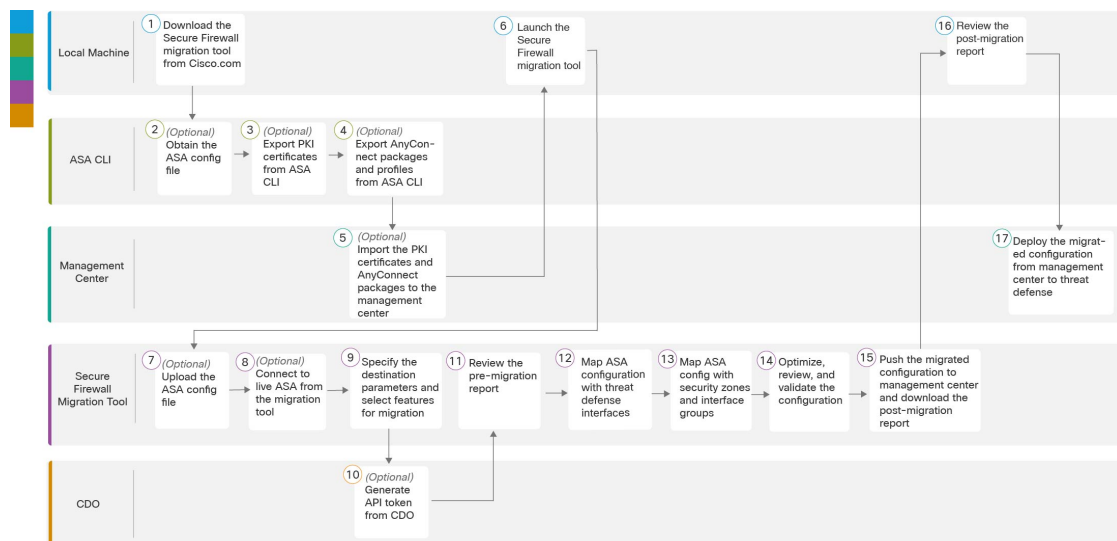 Local Machine
1
Download the
Secure Firewall
migration tool
from Cisco.com
6
Launch the
Secure
Firewall
migration tool
16
Review the
post-migration
report
ASA CLI
2
(Optional)
Obtain the
ASA config
file
3
(Optional)
Export PKI
certificates
from ASA
CLI
4
(Optional)
Export AnyCon-
nect packages
and profiles
from ASA CLI
Management
Center
5
(Optional)
Import the PKI
certificates and
AnyConnect
packages to the
management
center
17
Deploy the migrat-
ed configuration
from management
center to threat
defense
Secure
Firewall
Migration Tool
7
(Optional)
Upload the
ASA config
file
8
(Optional)
Connect to
live ASA from
the migration
tool
9
Specify the
destination
parameters and
select features
for migration
11
Review the
pre-migration
report
12
Map ASA
configuration
with threat
defense
interfaces
13
Map ASA
config with
security zones
and interface
groups
14
Optimize,
review, and
validate the
configuration
15
Push the migrated
configuration to
management center
and download the
post-migration
report
CDO
10
(Optional)
Generate
API token
from CDO